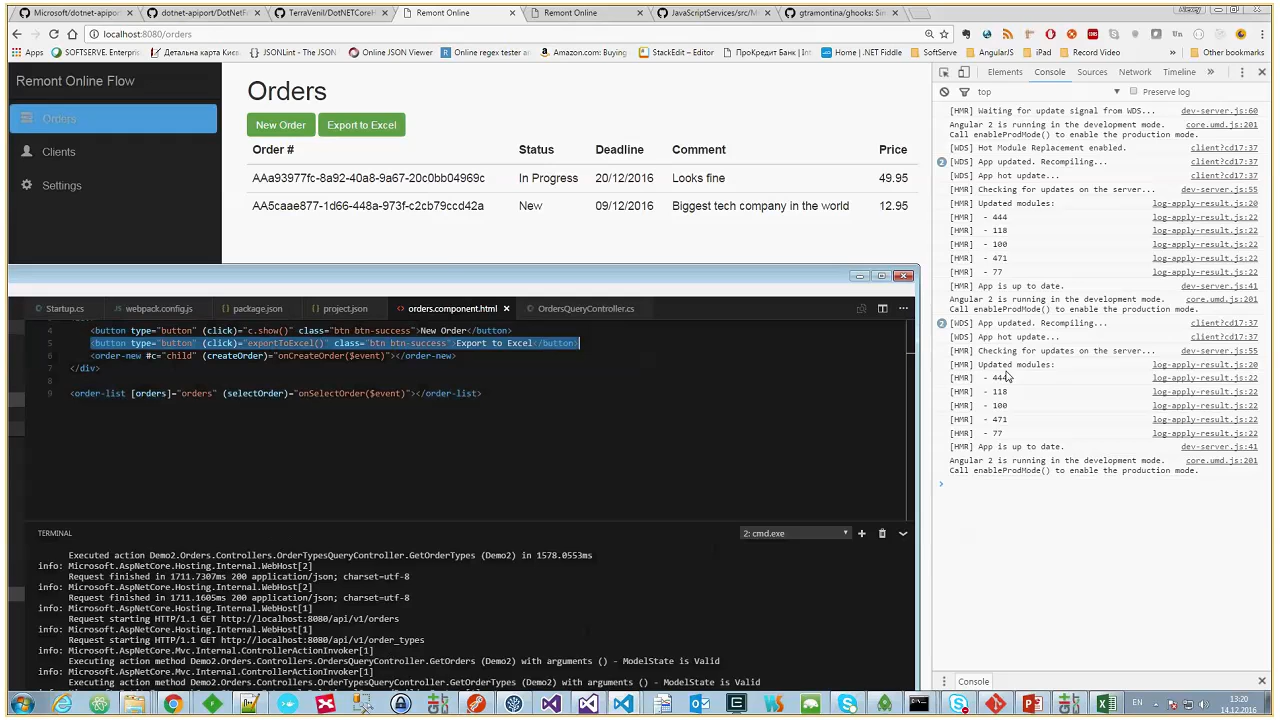 Microsoft/dotnet-apiport
dotnet-apiport/DotNetF
TerraVenil/DotNETCoreH
Remont Online
Remont Online
JavaScriptServices/src/M
gtramontina/ghooks: Sim
localhost:8080/orders
Apps
SOFTSERVE. Enterpris
Детальна карта Києв
JSONLint - The JSON
Online JSON Viewer
Online regex tester an
Amazon.com: Buying
StackEdit – Editor
ПроКредит Банк | Int
Home | .NET Fiddle
SoftServe
AngularJS
iPad
Record Video
»
Other bookmarks
Remont Online Flow
Orders
Clients
Settings
Orders
New Order
Export to Excel
Order # Status Deadline Comment Price
AAa93977fc-8a92-40a8-9a67-20c0bb04969c In Progress 20/12/2016 Looks fine 49.95
AA5caae877-1d66-448a-973f-c2cb79ccd42a New 09/12/2016 Biggest tech company in the world 12.95
Elements Console Sources Network Timeline »
top Preserve log
[HMR] Waiting for update signal from WDS... dev-server.js:60
Angular 2 is running in the development mode. core.umd.js:201
Call enableProdMode() to enable the production mode.
[WDS] Hot Module Replacement enabled. client?cd17:37
2 [WDS] App updated. Recompiling... client?cd17:37
[WDS] App hot update... client?cd17:37
[HMR] Checking for updates on the server... dev-server.js:55
[HMR] Updated modules: log-apply-result.js:20
[HMR] - 444 log-apply-result.js:22
[HMR] - 118 log-apply-result.js:22
[HMR] - 100 log-apply-result.js:22
[HMR] - 471 log-apply-result.js:22
[HMR] - 77 log-apply-result.js:22
[HMR] App is up to date. dev-server.js:41
Angular 2 is running in the development mode. core.umd.js:201
Call enableProdMode() to enable the production mode.
2 [WDS] App updated. Recompiling... client?cd17:37
[WDS] App hot update... client?cd17:37
[HMR] Checking for updates on the server... dev-server.js:55
[HMR] Updated modules: log-apply-result.js:20
[HMR] - 444 log-apply-result.js:22
[HMR] - 118 log-apply-result.js:22
[HMR] - 100 log-apply-result.js:22
[HMR] - 471 log-apply-result.js:22
[HMR] - 77 log-apply-result.js:22
[HMR] App is up to date. dev-server.js:41
Angular 2 is running in the development mode. core.umd.js:201
Call enableProdMode() to enable the production mode.
Console
Startup.cs
webpack.config.js
package.json
project.json
orders.component.html
OrdersQueryController.cs
4 <button type="button" (click)="c.show()" class="btn btn-success">New Order</button>
5 <button type="button" (click)="exportToExcel()" class="btn btn-success">Export to Excel</button>
6 <order-new #c="child" (createOrder)="onCreateOrder($event)"></order-new>
7 </div>
8
9 <order-list [orders]="orders" (selectOrder)="onSelectOrder($event)"></order-list>
TERMINAL 2: cmd.exe
Executed action Demo2.Orders.Controllers.OrderTypesQueryController.GetOrderTypes (Demo2) in 1578.0553ms
info: Microsoft.AspNetCore.Hosting.Internal.WebHost[2]
Request finished in 1711.7307ms 200 application/json; charset=utf-8
info: Microsoft.AspNetCore.Hosting.Internal.WebHost[2]
Request finished in 1711.1605ms 200 application/json; charset=utf-8
info: Microsoft.AspNetCore.Hosting.Internal.WebHost[1]
Request starting HTTP/1.1 GET http://localhost:8080/api/v1/orders
info: Microsoft.AspNetCore.Hosting.Internal.WebHost[1]
Request starting HTTP/1.1 GET http://localhost:8080/api/v1/order_types
info: Microsoft.AspNetCore.Mvc.Internal.ControllerActionInvoker[1]
Executing action method Demo2.Orders.Controllers.OrdersQueryController.GetOrders (Demo2) with arguments () - ModelState is Valid
info: Microsoft.AspNetCore.Mvc.Internal.ControllerActionInvoker[1]
Executing action method Demo2.Orders.Controllers.OrderTypesQueryController.GetOrderTypes (Demo2) with arguments () - ModelState is Valid
EN
13:20
14.12.2016